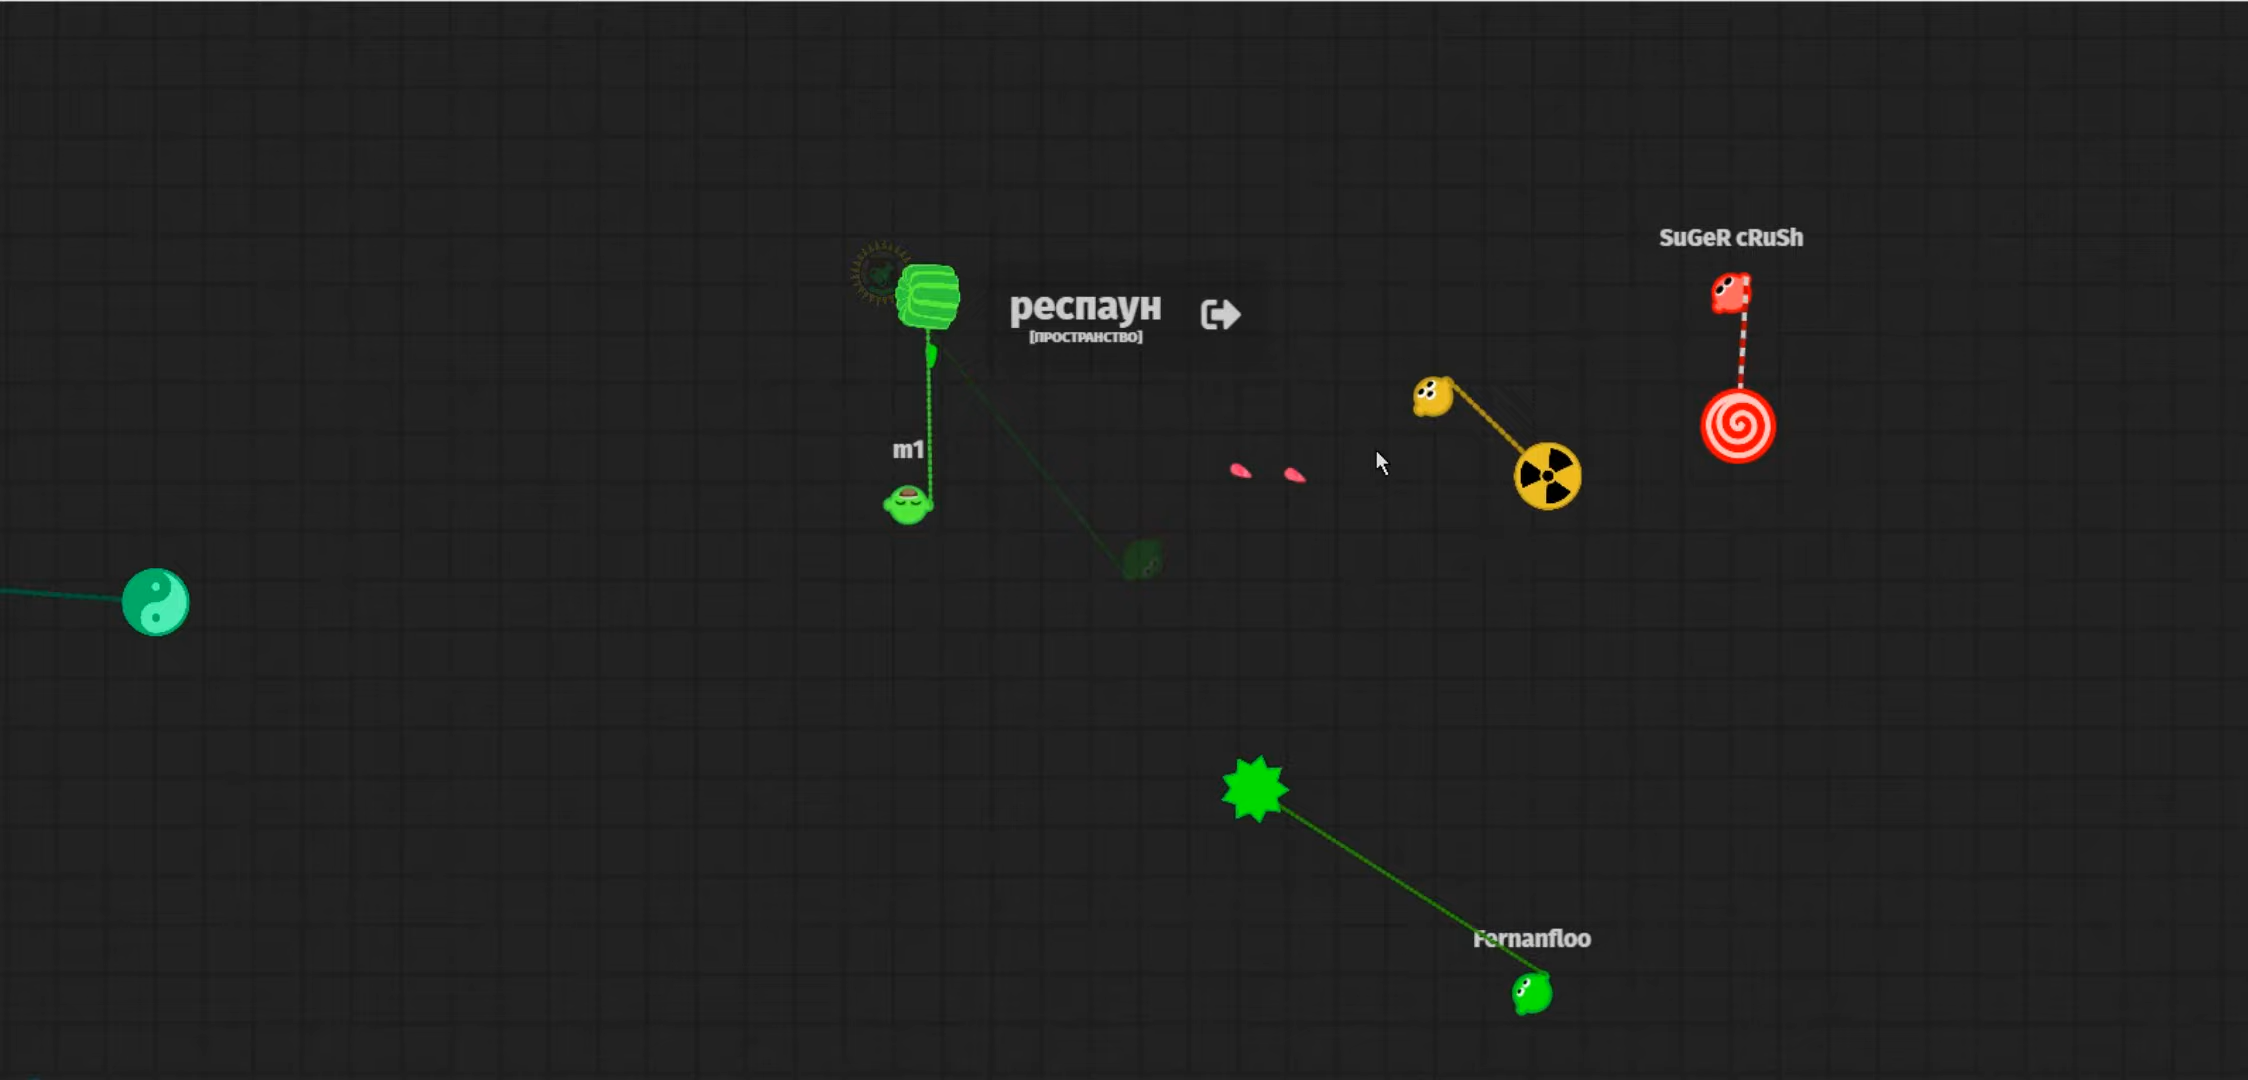 SuGeR cRuSh
респаун
[ПРОСТРАНСТВО]
m1
Fernanfloo